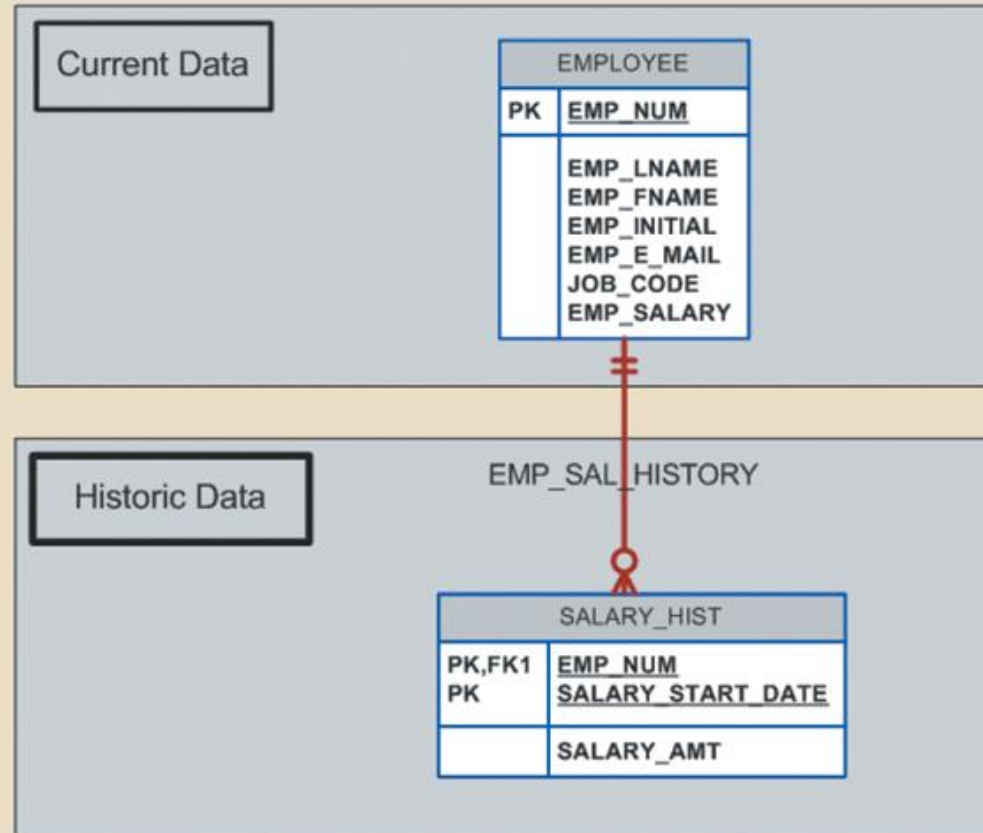 Current Data
EMPLOYEE
PK EMP_NUM
EMP_LNAME
EMP_FNAME
EMP_INITIAL
EMP_E_MAIL
JOB_CODE
EMP_SALARY
Historic Data
EMP_SAL_HISTORY
SALARY_HIST
PK,FK1 EMP_NUM
PK SALARY_START_DATE
SALARY_AMT